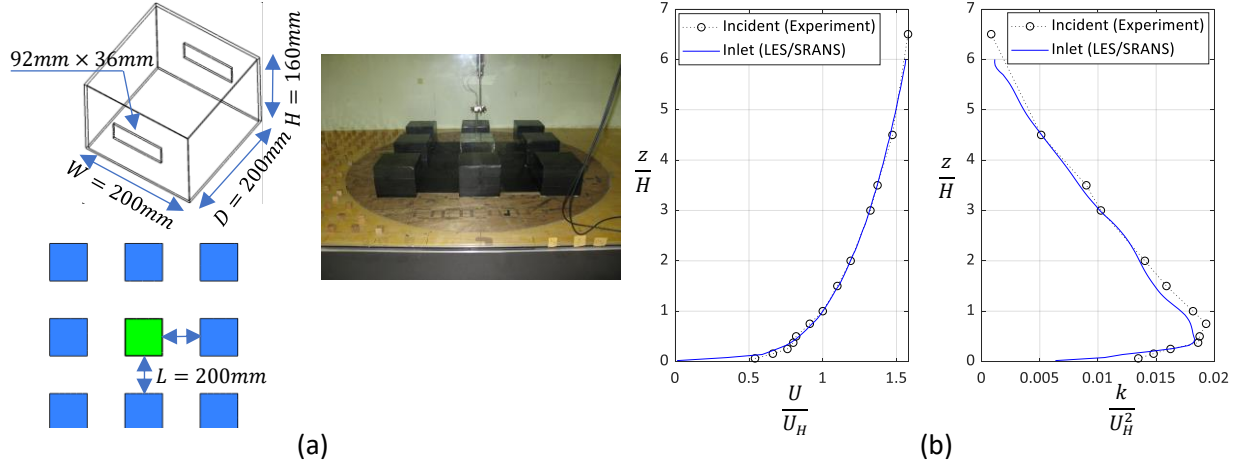 92mm × 36mm
H = 160mm
W = 200mm
D = 200mm
L = 200mm
(a)
7
6
5
4
3
2
1
0
z
H
Incident (Experiment)
Inlet (LES/SRANS)
0
0.5
1
1.5
U
U_H
7
6
5
4
3
2
1
0
z
H
Incident (Experiment)
Inlet (LES/SRANS)
0
0.005
0.01
0.015
0.02
k
U_H^2
(b)